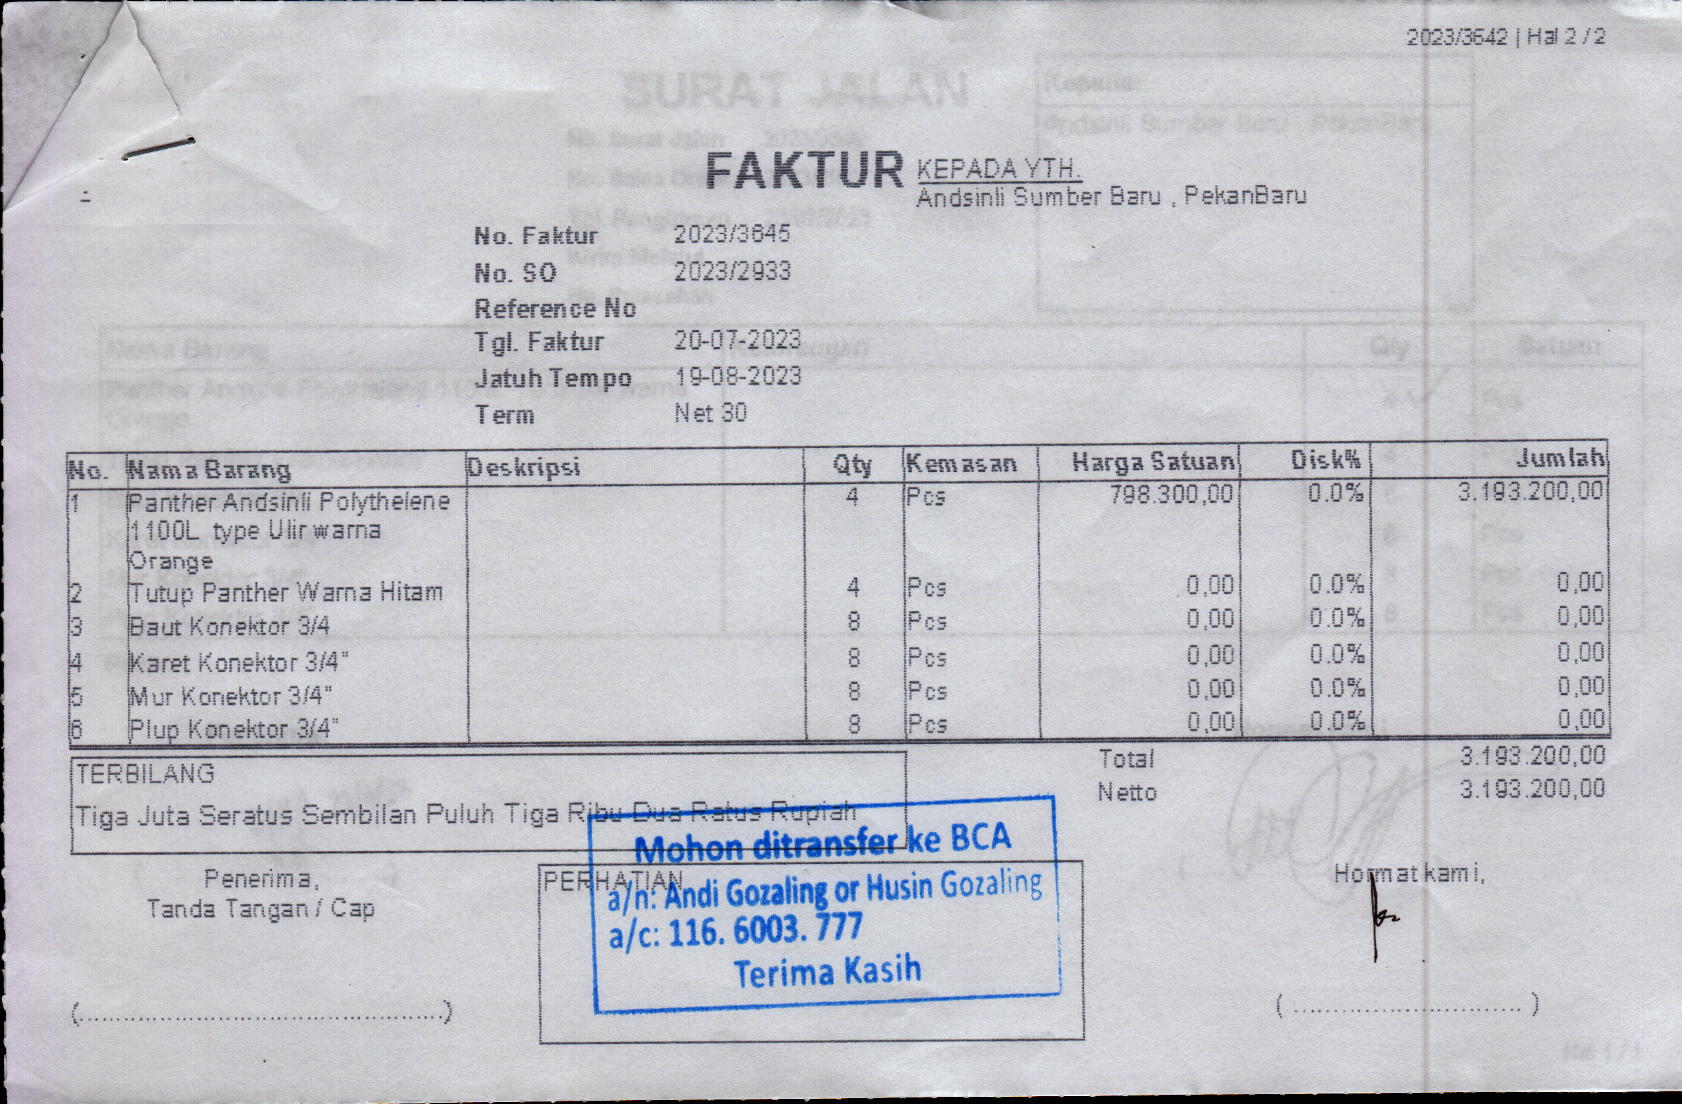 2023/3642 | Hal 2 / 2
SURAT JALAN
FAKTUR
KEPADA YTH.
Andsinli Sumber Baru , PekanBaru
No. Faktur 2023/3645
No. SO 2023/2933
Reference No
Tgl. Faktur 20-07-2023
Jatuh Tempo 19-08-2023
Term Net 30
No. Nama Barang Deskripsi Qty Kemasan Harga Satuan Disk% Jumlah
1 Panther Andsinli Polythelene 4 Pcs 798.300,00 0.0% 3.193.200,00
1100L type Ulir warna
Orange
2 Tutup Panther Warna Hitam 4 Pcs 0,00 0.0% 0,00
3 Baut Konektor 3/4 8 Pcs 0,00 0.0% 0,00
4 Karet Konektor 3/4" 8 Pcs 0,00 0.0% 0,00
5 Mur Konektor 3/4" 8 Pcs 0,00 0.0% 0,00
6 Plup Konektor 3/4" 8 Pcs 0,00 0.0% 0,00
Total 3.193.200,00
Netto 3.193.200,00
TERBILANG
Tiga Juta Seratus Sembilan Puluh Tiga Ribu Dua Ratus Rupiah
Penerima,
Tanda Tangan / Cap
PERHATIAN
Mohon ditransfer ke BCA
a/n: Andi Gozaling or Husin Gozaling
a/c: 116. 6003. 777
Terima Kasih
Hormat kami,